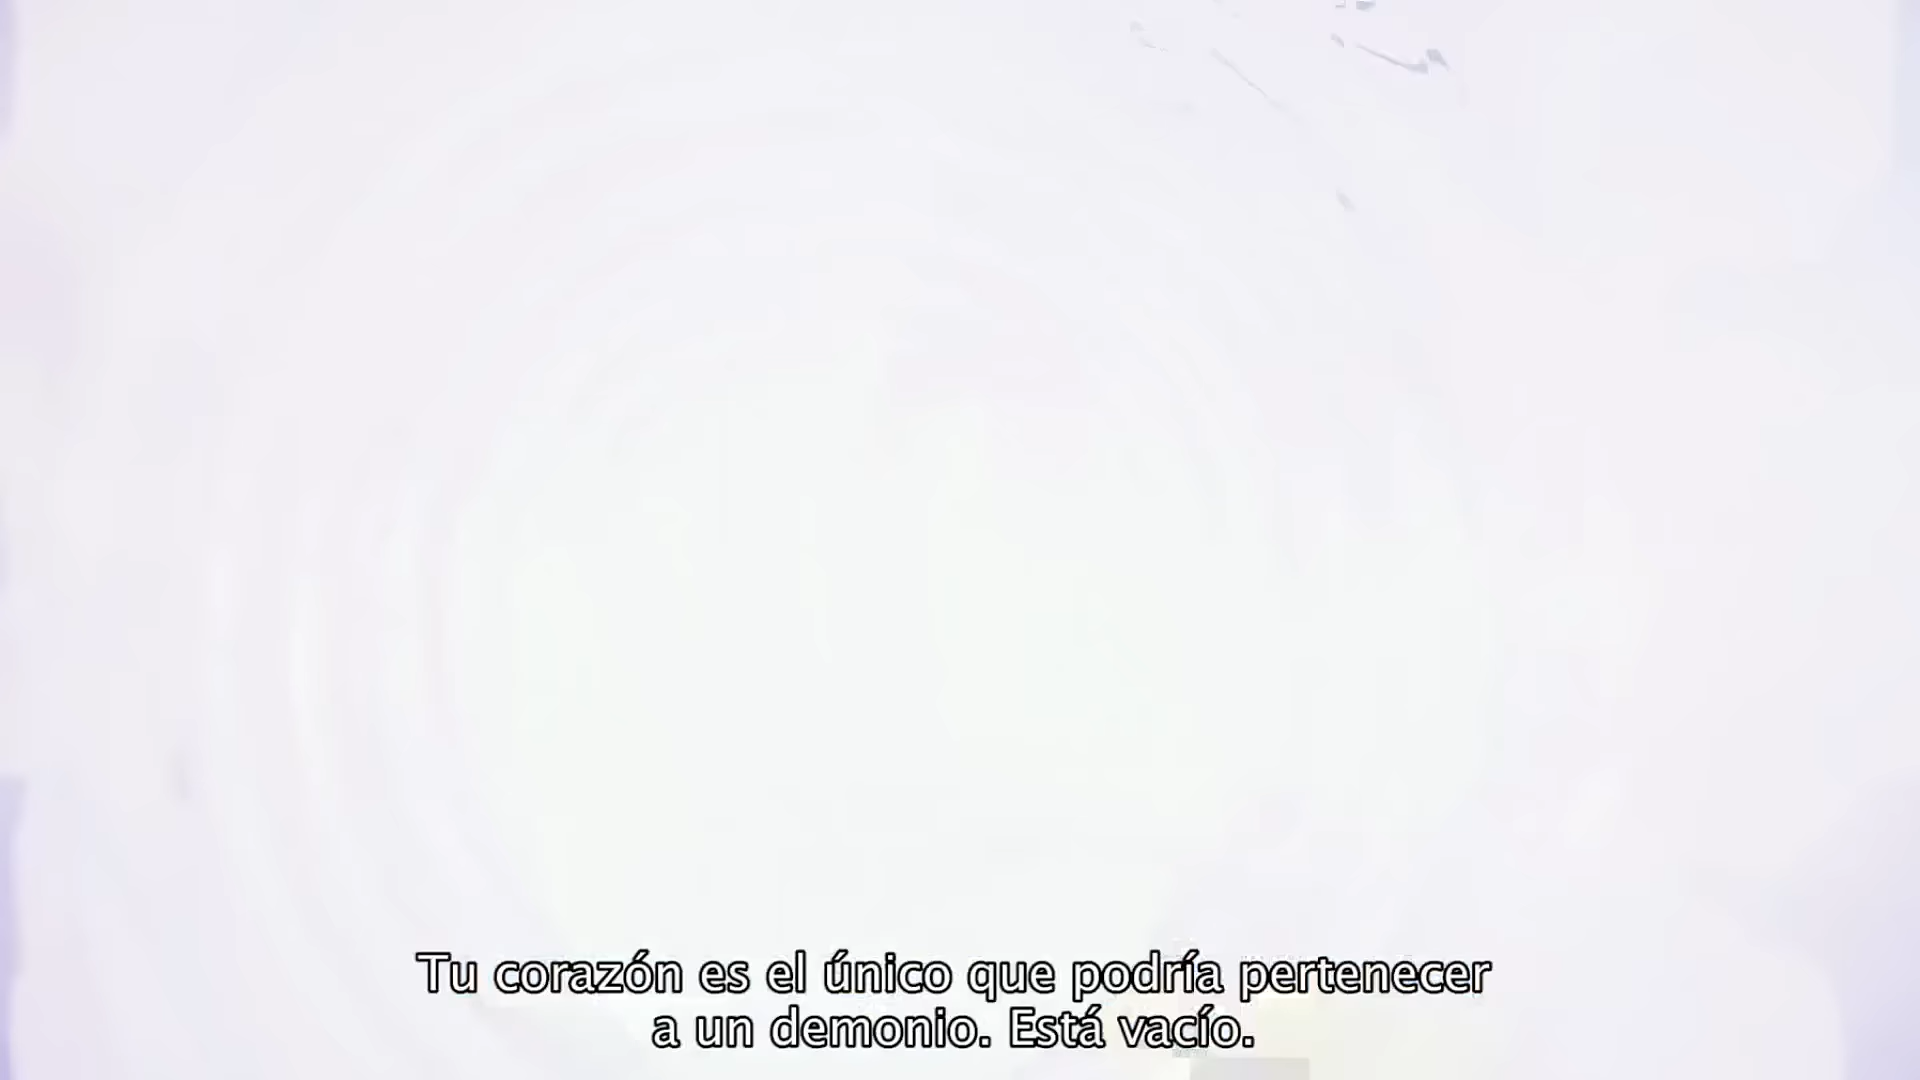 Tu corazón es el único que podría pertenecer
a un demonio. Está vacío.